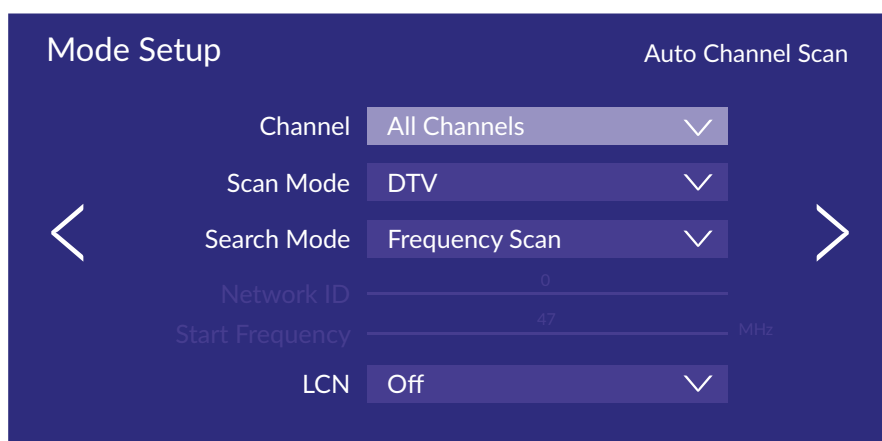 Mode Setup
Auto Channel Scan
Channel All Channels
Scan Mode DTV
Search Mode Frequency Scan
Network ID 0
Start Frequency 47 MHz
LCN Off